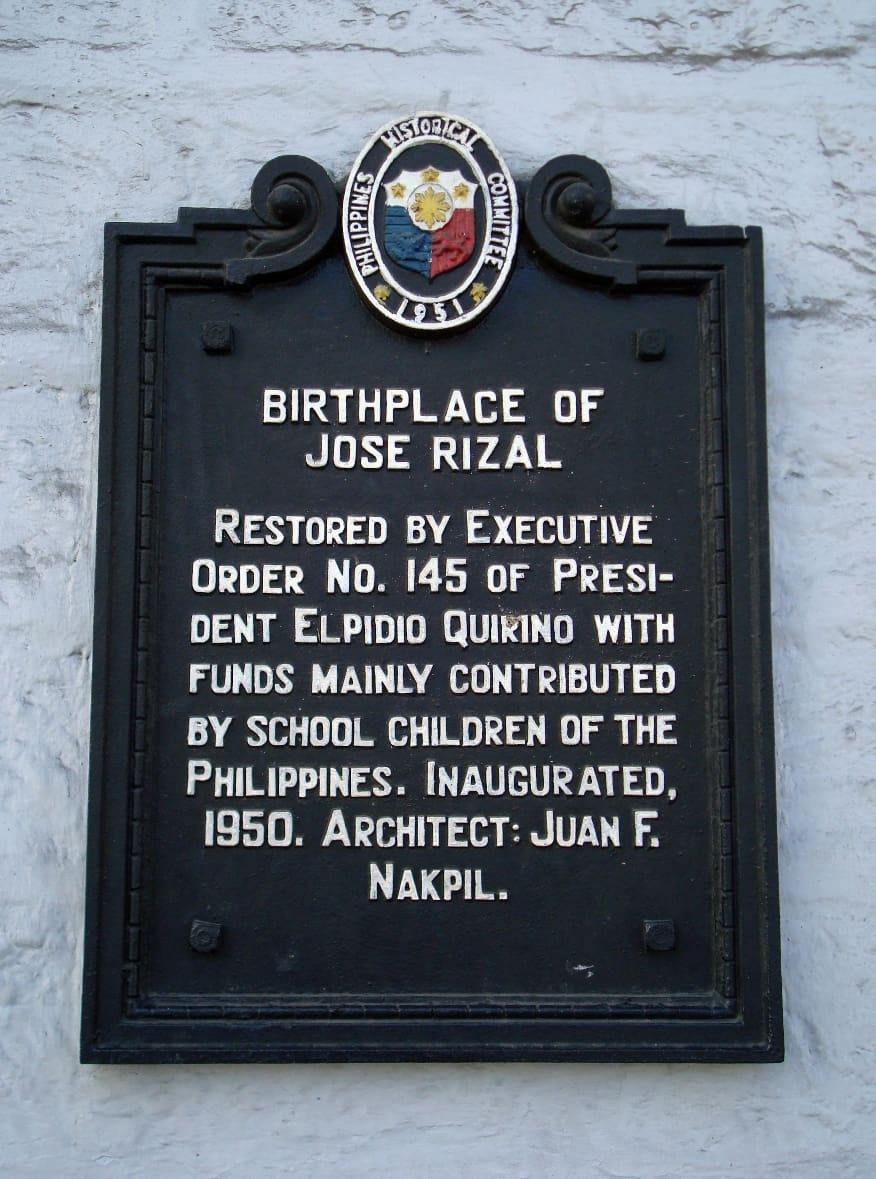 PHILIPPINES HISTORICAL COMMITTEE
1951
BIRTHPLACE OF
JOSE RIZAL
RESTORED BY EXECUTIVE
ORDER NO. 145 OF PRESI-
DENT ELPIDIO QUIRINO WITH
FUNDS MAINLY CONTRIBUTED
BY SCHOOL CHILDREN OF THE
PHILIPPINES. INAUGURATED,
1950. ARCHITECT: JUAN F.
NAKPIL.